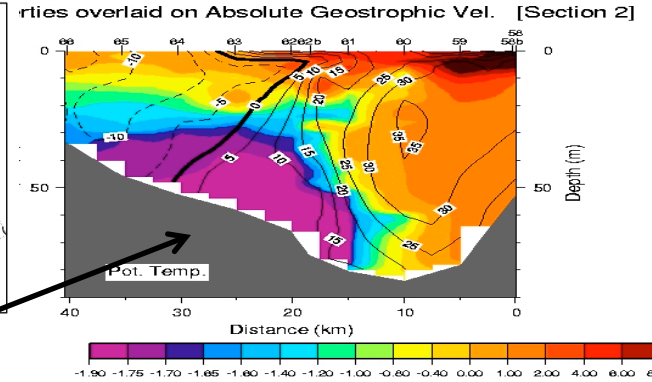 rties overlaid on Absolute Geostrophic Vel. [Section 2]
66 65 64 63 62 62b 61 60 59 58 58b
0 0
-10 5 10 15 25 30
-5 0 20
-10 35 35
5 10 15 25 30
50 50
20 30
15 25
Depth (m)
Pot. Temp.
40 30 20 10 0
Distance (km)
-1.90 -1.75 -1.70 -1.65 -1.60 -1.40 -1.20 -1.00 -0.80 -0.40 0.00 1.00 2.00 4.00 6.00